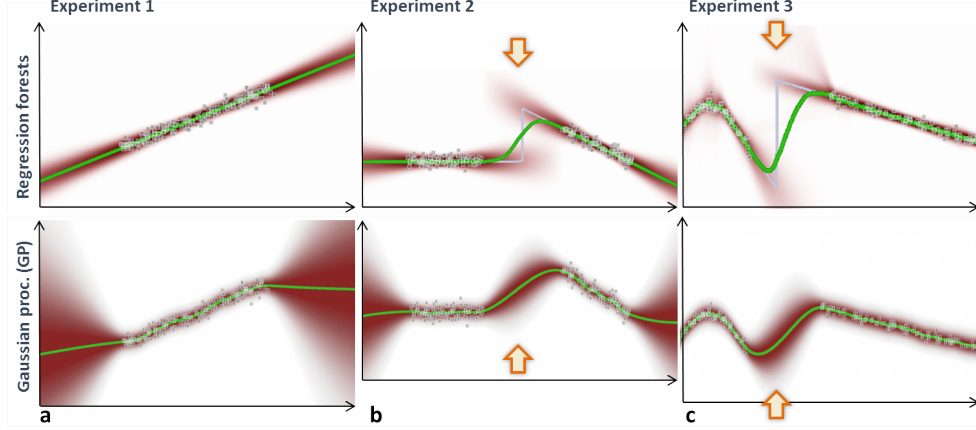 Experiment 1
Experiment 2
Experiment 3
Regression forests
Gaussian proc. (GP)
a
b
c